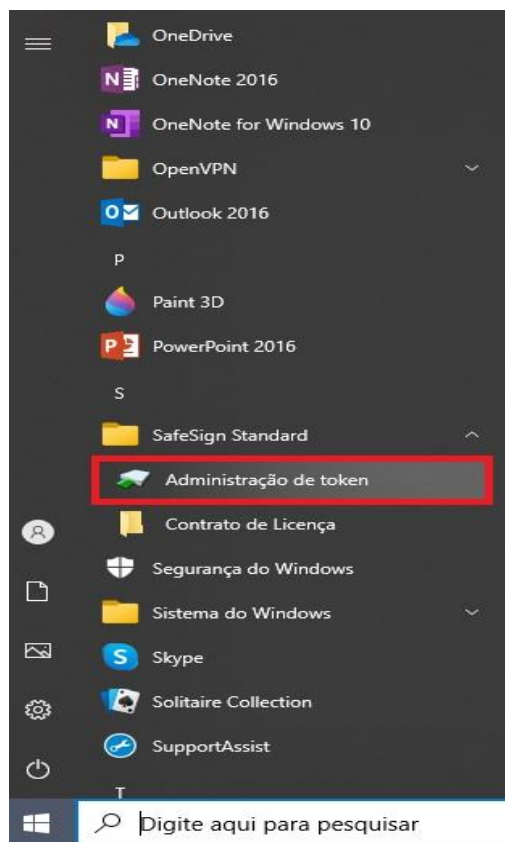 OneDrive
OneNote 2016
OneNote for Windows 10
OpenVPN
Outlook 2016
P
Paint 3D
PowerPoint 2016
S
SafeSign Standard
Administração de token
Contrato de Licença
Segurança do Windows
Sistema do Windows
Skype
Solitaire Collection
SupportAssist
T
Digite aqui para pesquisar